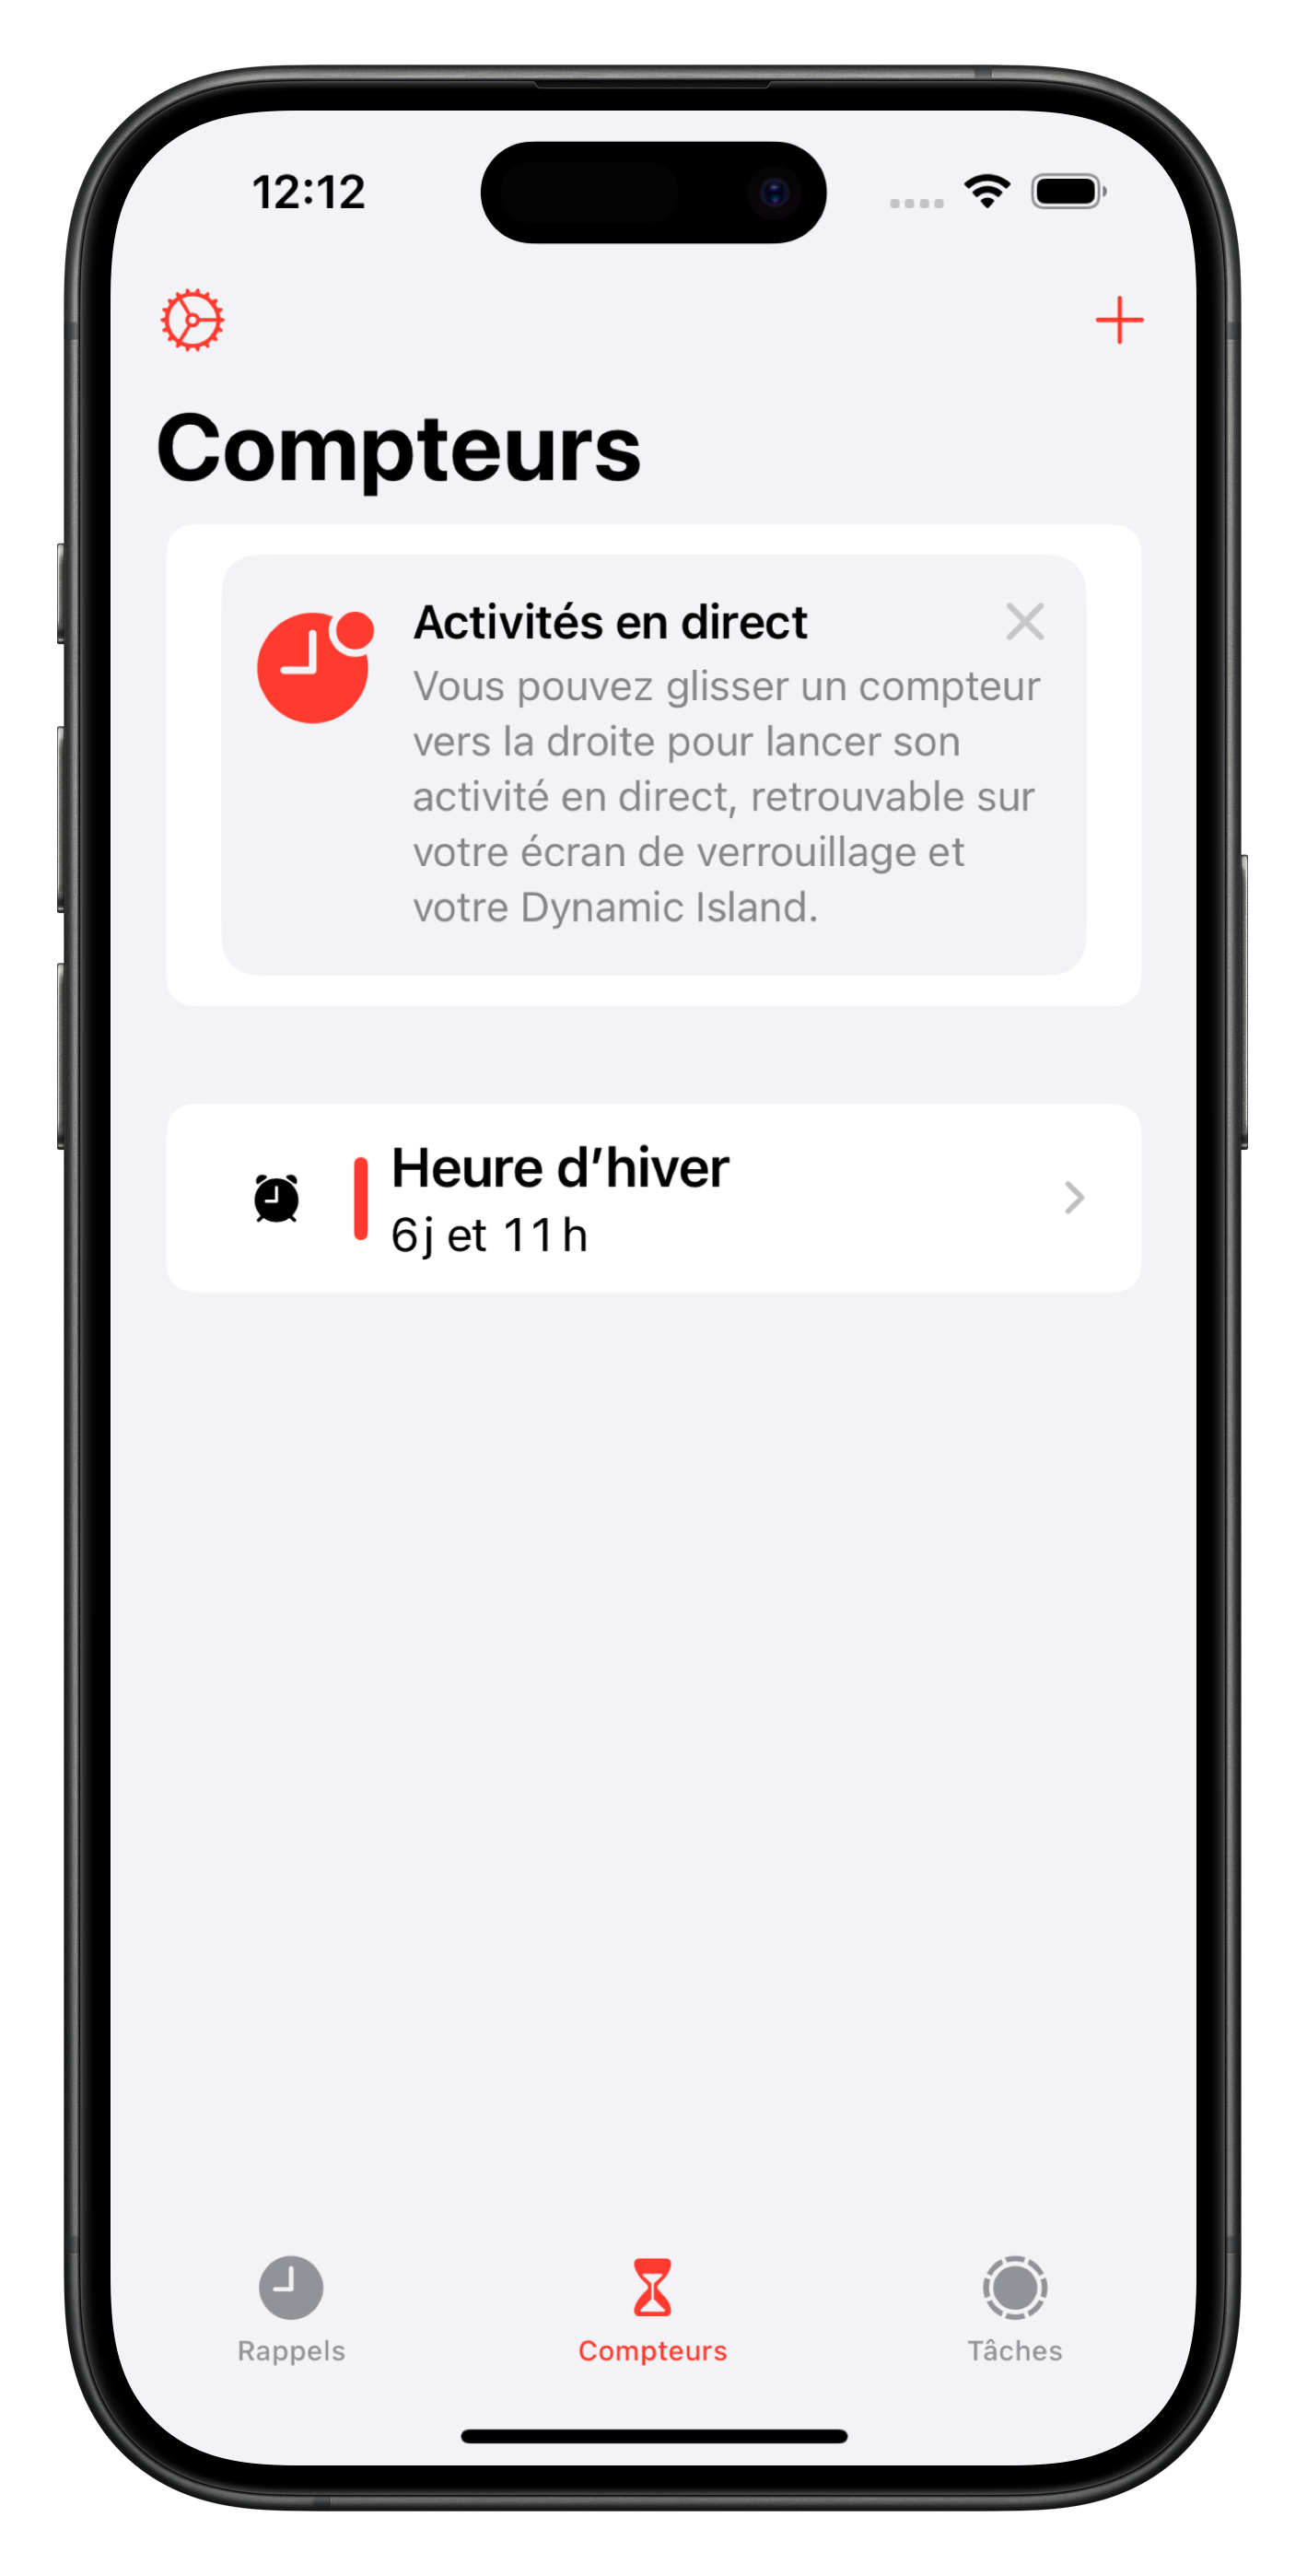 12:12
Compteurs
Activités en direct
Vous pouvez glisser un compteur
vers la droite pour lancer son
activité en direct, retrouvable sur
votre écran de verrouillage et
votre Dynamic Island.
Heure d’hiver
6 j et 11 h
Rappels
Compteurs
Tâches